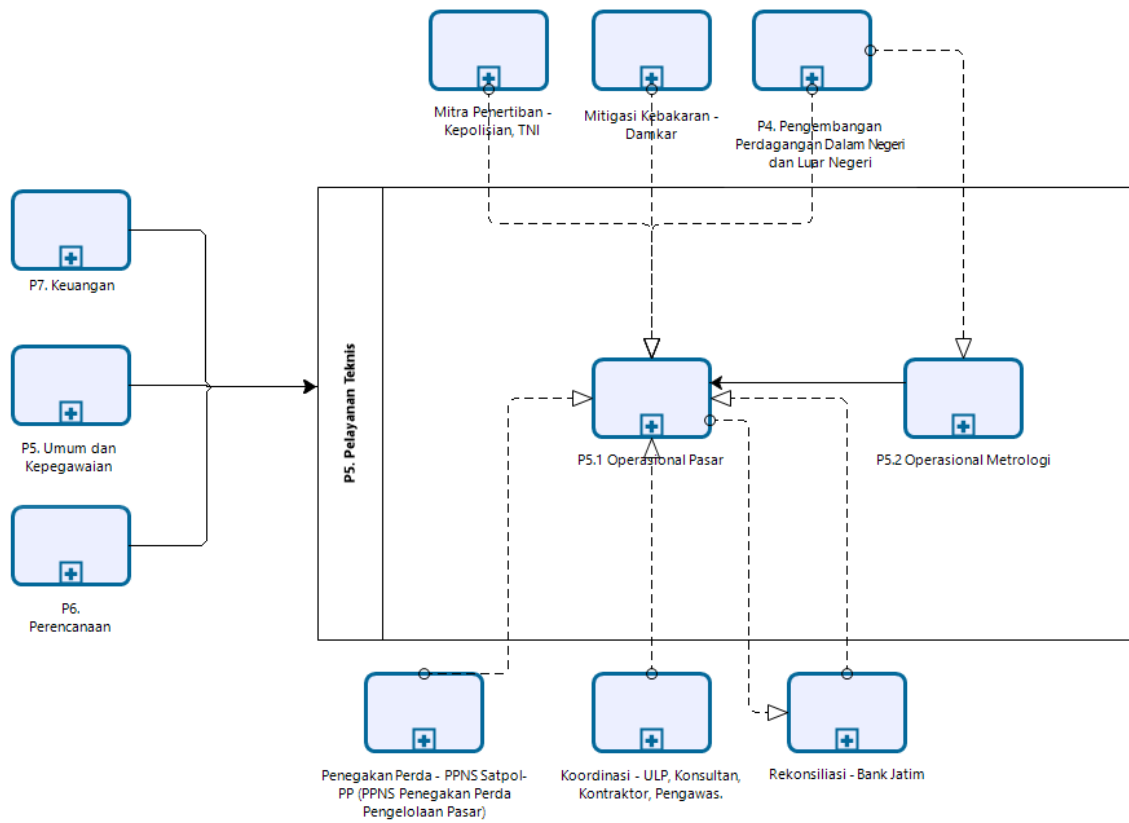 Mitra Penertiban -
Kepolisian, TNI
Mitigasi Kebakaran -
Damkar
P4. Pengembangan
Perdagangan Dalam Negeri
dan Luar Negeri
P7. Keuangan
P5. Umum dan
Kepegawaian
P6.
Perencanaan
P5. Pelayanan Teknis
P5.1 Operasional Pasar
P5.2 Operasional Metrologi
Penegakan Perda - PPNS Satpol-
PP (PPNS Penegakan Perda
Pengelolaan Pasar)
Koordinasi - ULP, Konsultan,
Kontraktor, Pengawas.
Rekonsiliasi - Bank Jatim